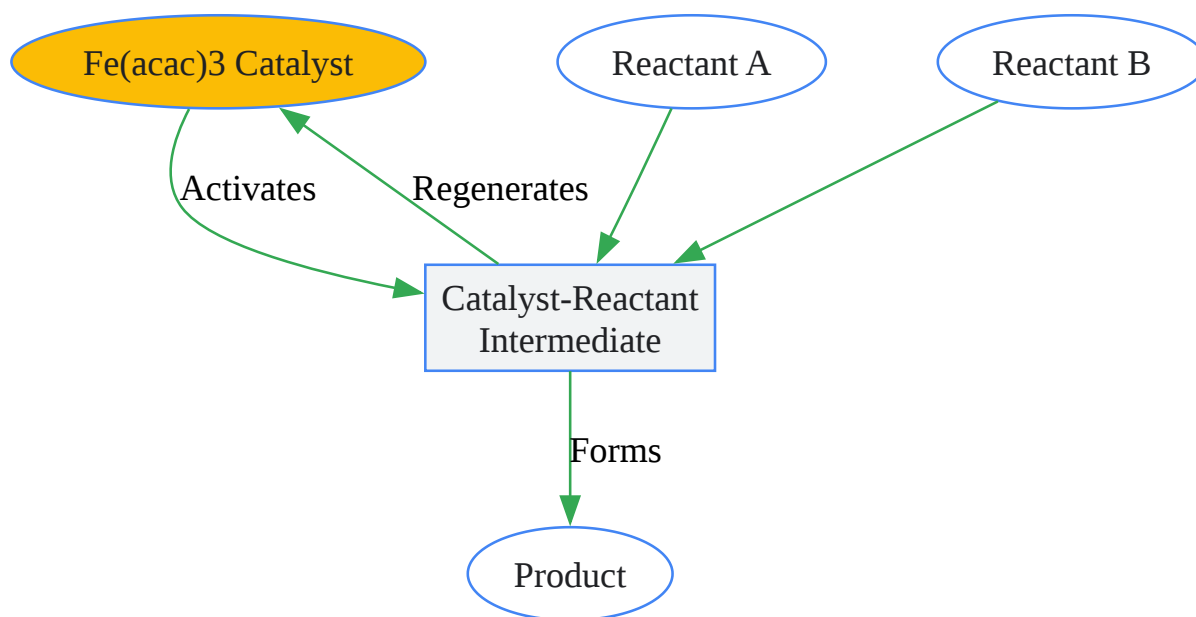 Fe(acac)3 Catalyst
Reactant A
Reactant B
Activates
Regenerates
Catalyst-Reactant
Intermediate
Forms
Product